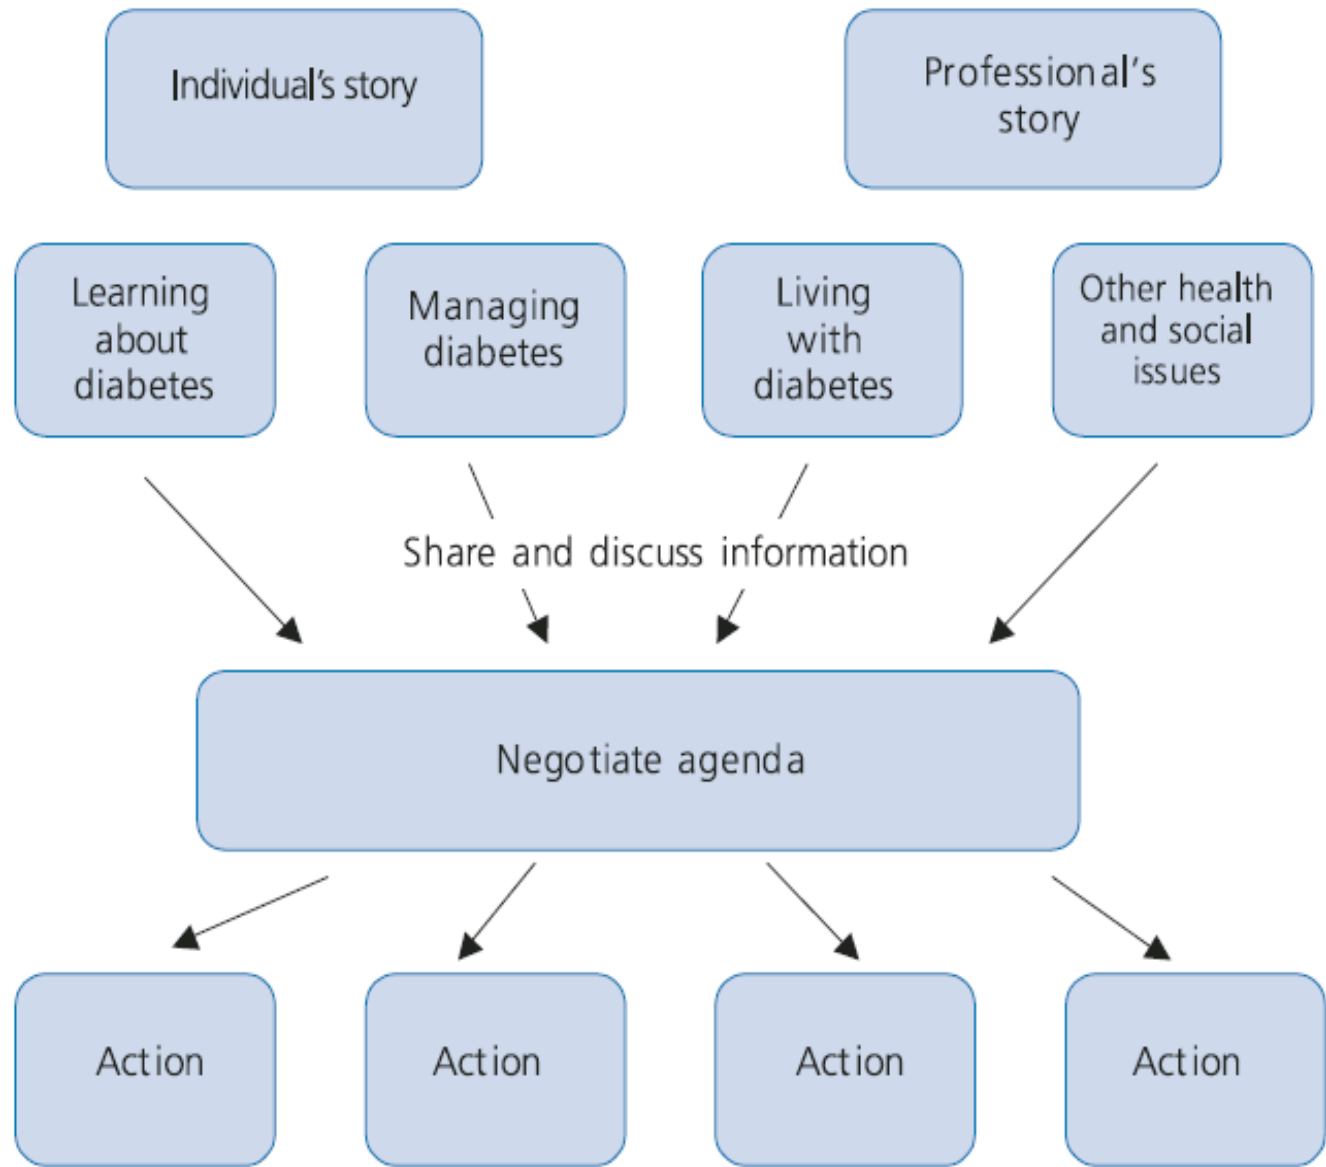 Individual's story
Professional's
story
Learning
about
diabetes
Managing
diabetes
Living
with
diabetes
Other health
and social
issues
Share and discuss information
Negotiate agenda
Action
Action
Action
Action